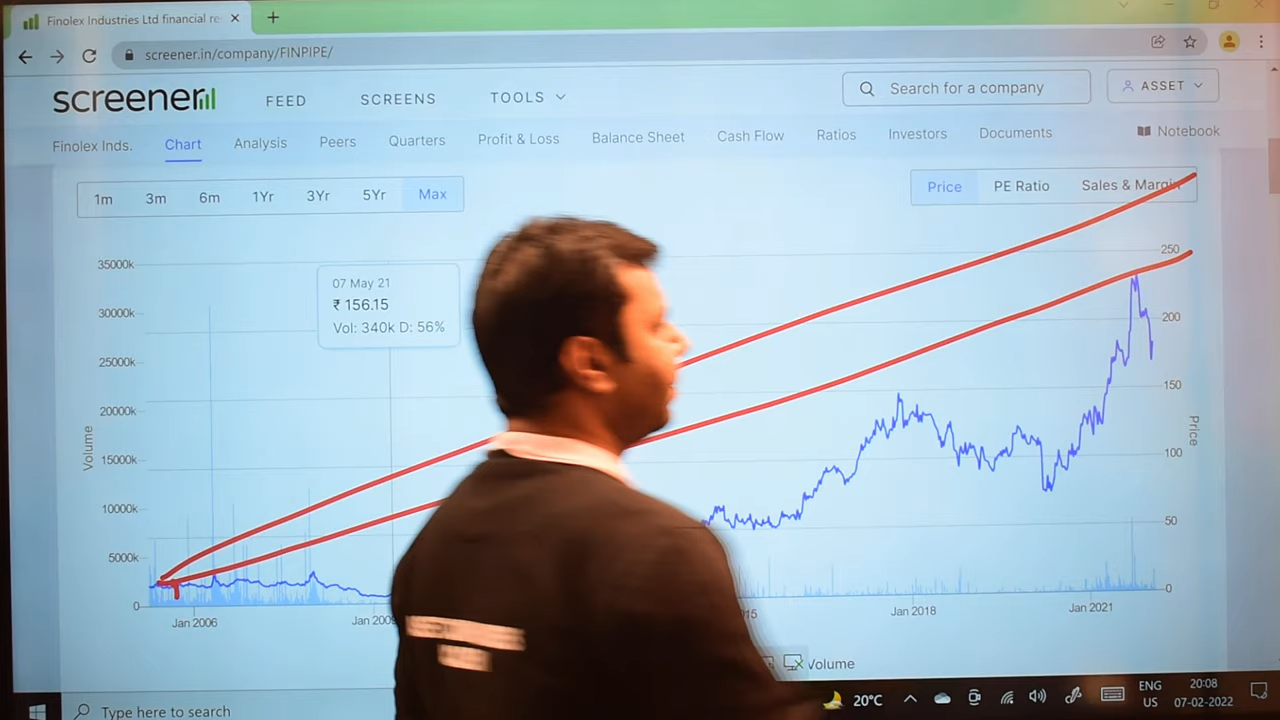 Finolex Industries Ltd financial re
screener.in/company/FINPIPE/
screener
FEED
SCREENS
TOOLS
Search for a company
ASSET
Finolex Inds.
Chart
Analysis
Peers
Quarters
Profit & Loss
Balance Sheet
Cash Flow
Ratios
Investors
Documents
Notebook
1m 3m 6m 1Yr 3Yr 5Yr Max
Price PE Ratio Sales & Margin
35000k
30000k
25000k
20000k
15000k
10000k
5000k
0
Volume
07 May 21
₹ 156.15
Vol: 340k D: 56%
250
200
150
100
50
0
Price
Jan 2006
Jan 2009
Jan 2018
Jan 2021
Volume
Type here to search
20°C
ENG
US
20:08
07-02-2022